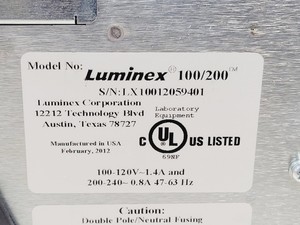 Model No: Luminex® 100/200™
S/N: LX10012059401
Luminex Corporation
12212 Technology Blvd
Austin, Texas 78727
Laboratory
Equipment
Manufactured in USA
February, 2012
C UL® US LISTED
69NF
100-120V~1.4A and
200-240~ 0.8A 47-63 Hz
Caution:
Double Pole/Neutral Fusing